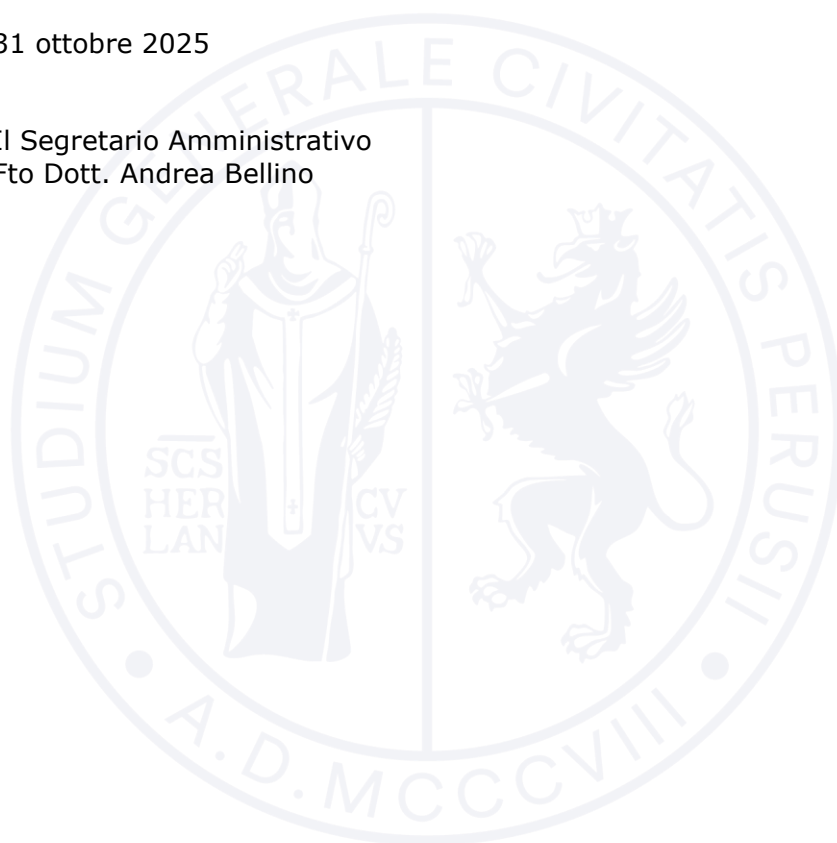 31 ottobre 2025
Il Segretario Amministrativo
Fto Dott. Andrea Bellino
STUDIUM GENERALE CIVITATIS PERUSII
SCS
HER
LAN
CV
VS
A.D. MCCCVIII